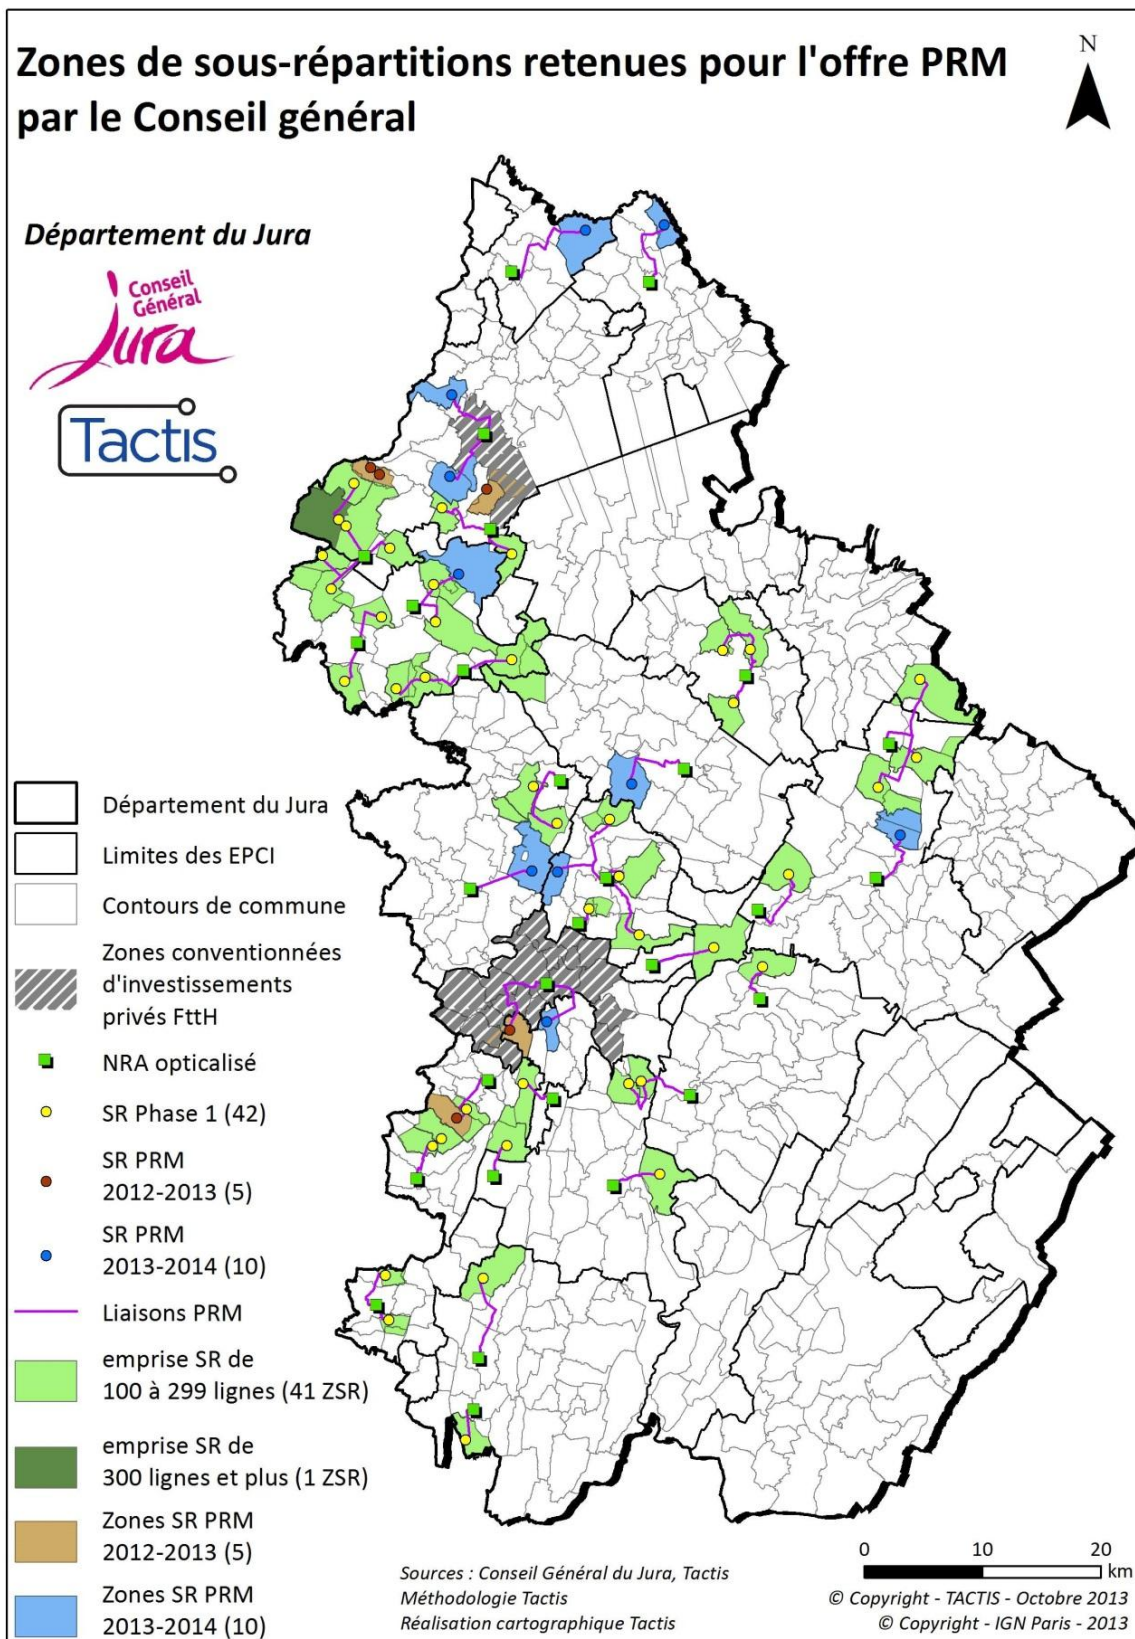 Zones de sous-répartitions retenues pour l'offre PRM
par le Conseil général
N
Département du Jura
Conseil
Général
Jura
Tactis
Département du Jura
Limites des EPCI
Contours de commune
Zones conventionnées
d'investissements
privés FttH
NRA opticalisé
SR Phase 1 (42)
SR PRM
2012-2013 (5)
SR PRM
2013-2014 (10)
Liaisons PRM
emprise SR de
100 à 299 lignes (41 ZSR)
emprise SR de
300 lignes et plus (1 ZSR)
Zones SR PRM
2012-2013 (5)
Zones SR PRM
2013-2014 (10)
Sources : Conseil Général du Jura, Tactis
Méthodologie Tactis
Réalisation cartographique Tactis
0 10 20
km
© Copyright - TACTIS - Octobre 2013
© Copyright - IGN Paris - 2013